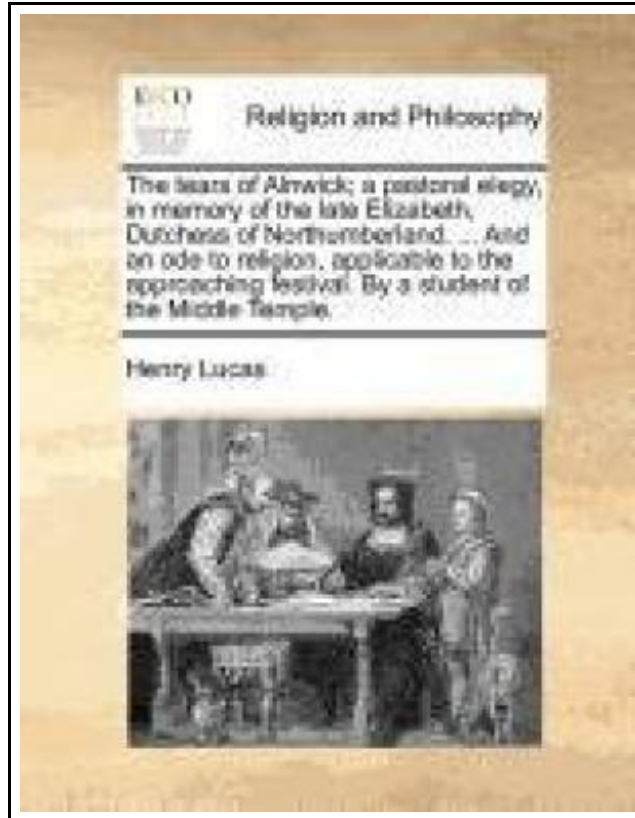 ECCO
Religion and Philosophy
The tears of Alnwick; a pastoral elegy,
in memory of the late Elizabeth,
Dutchess of Northumberland. ... And
an ode to religion, applicable to the
approaching festival. By a student of
the Middle Temple.
Henry Lucas